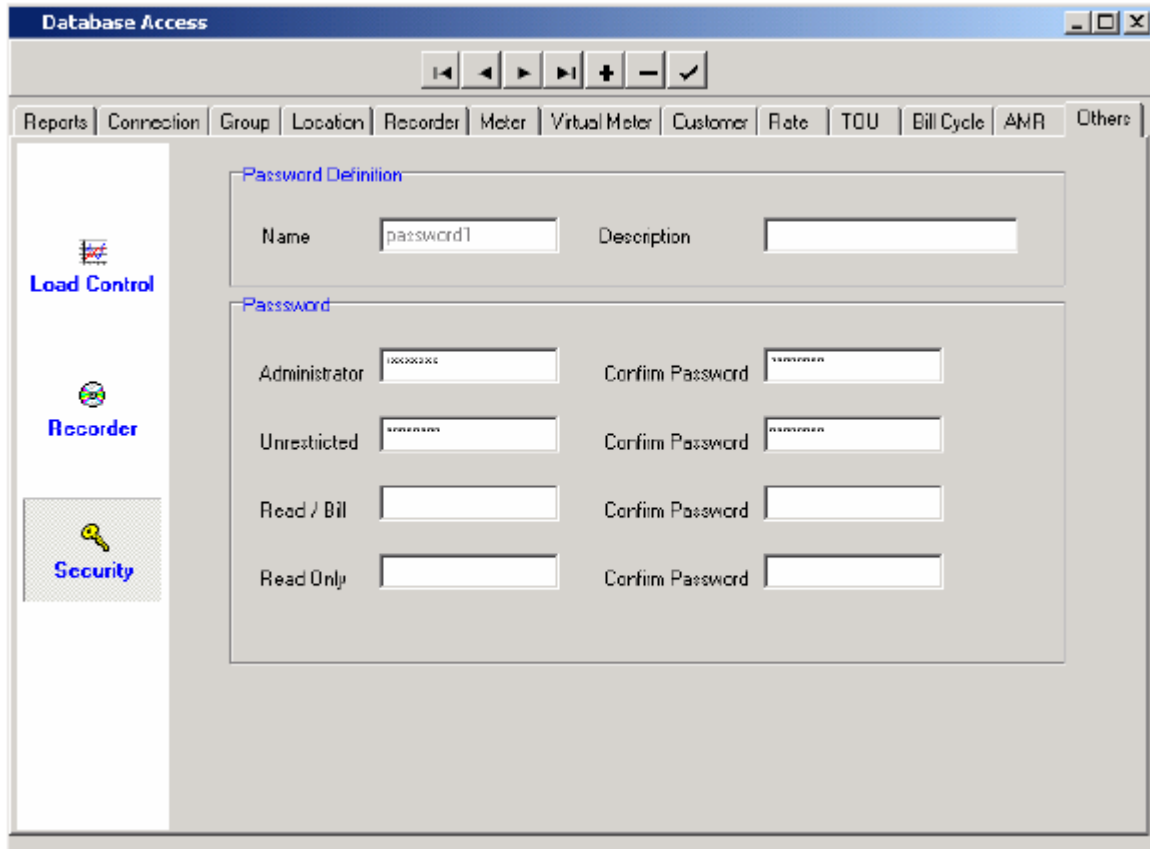 Database Access
Reports Connection Group Location Recorder Meter Virtual Meter Customer Rate TOU Bill Cycle AMR Others
Password Definition
Name password1 Description
Load Control
Passsword
Administrator Confirm Password
Recorder
Unrestricted Confirm Password
Read / Bill Confirm Password
Security
Read Only Confirm Password